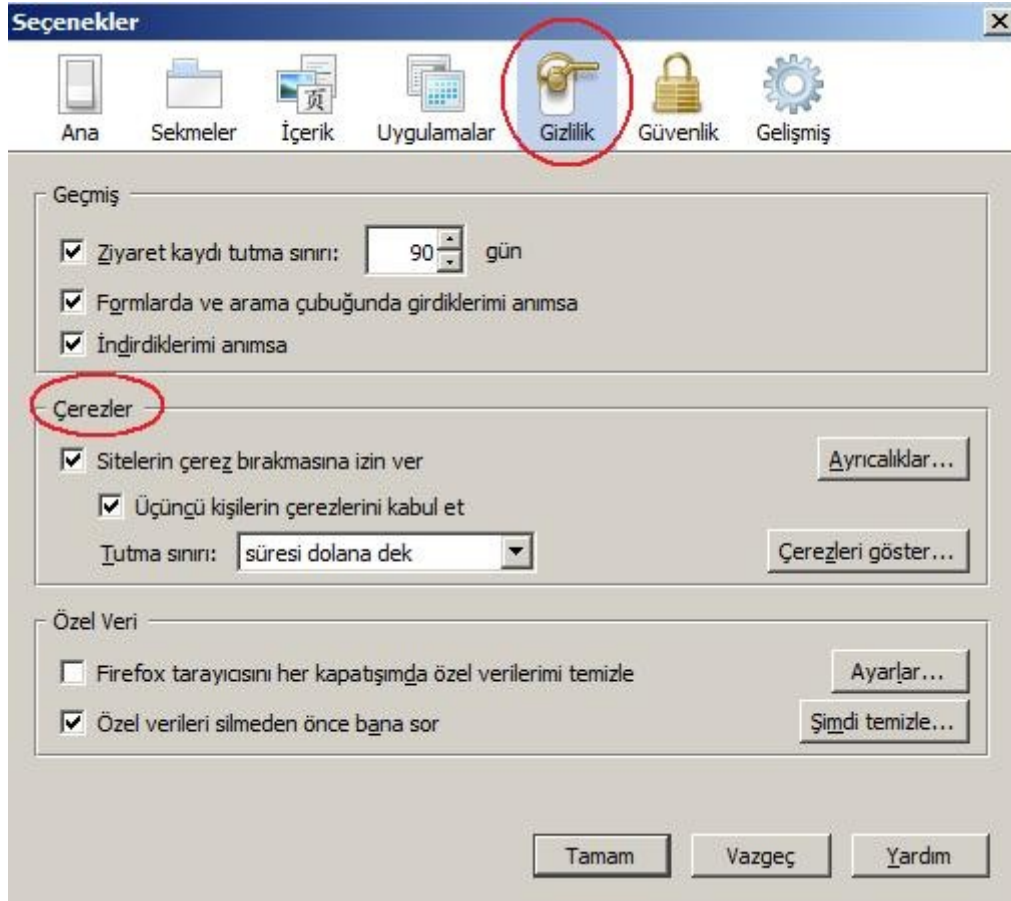 Seçenekler
Ana Sekmeler İçerik Uygulamalar Gizlilik Güvenlik Gelişmiş
页
Geçmiş
Ziyaret kaydı tutma sınırı: 90 gün
Formlarda ve arama çubuğunda girdiklerimi anımsa
İndirdiklerimi anımsa
Çerezler
Sitelerin çerez bırakmasına izin ver Ayrıcalıklar...
Üçüncü kişilerin çerezlerini kabul et
Tutma sınırı: süresi dolana dek Çerezleri göster...
Özel Veri
Firefox tarayıcısını her kapatışımda özel verilerimi temizle Ayarlar...
Özel verileri silmeden önce bana sor Şimdi temizle...
Tamam Vazgeç Yardım